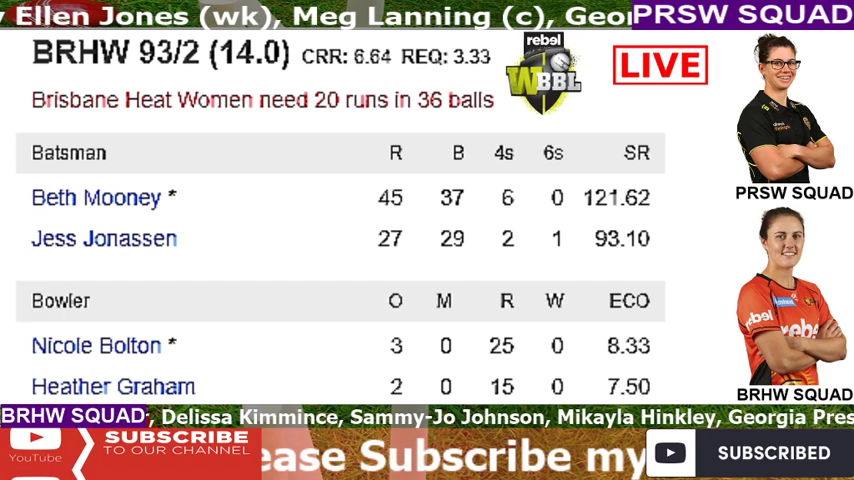 y Ellen Jones (wk), Meg Lanning (c), Geor
PRSW SQUAD
BRHW 93/2 (14.0) CRR: 6.64 REQ: 3.33
rebel
WBBL
LIVE
Brisbane Heat Women need 20 runs in 36 balls
Batsman R B 4s 6s SR
Beth Mooney * 45 37 6 0 121.62
PRSW SQUAD
Jess Jonassen 27 29 2 1 93.10
Bowler O M R W ECO
Nicole Bolton * 3 0 25 0 8.33
Heather Graham 2 0 15 0 7.50
rebel
BRHW SQUAD
BRHW SQUAD r, Delissa Kimmince, Sammy-Jo Johnson, Mikayla Hinkley, Georgia Pres
YouTube
SUBSCRIBE
TO OUR CHANNEL
ease Subscribe my
SUBSCRIBED